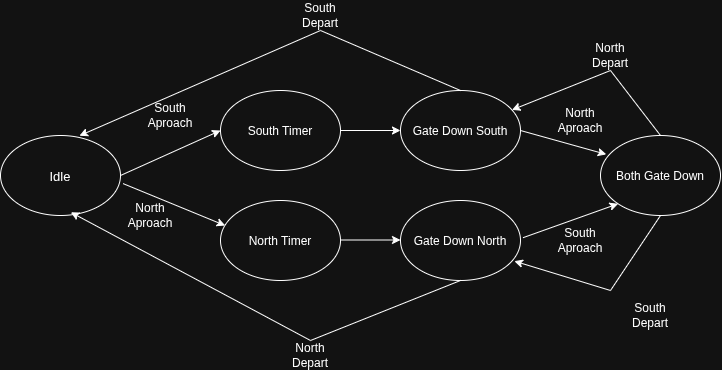 South
Depart
North
Depart
South
Aproach
North
Aproach
South Timer
Gate Down South
Idle
Both Gate Down
North
Aproach
South
Aproach
North Timer
Gate Down North
South
Depart
North
Depart